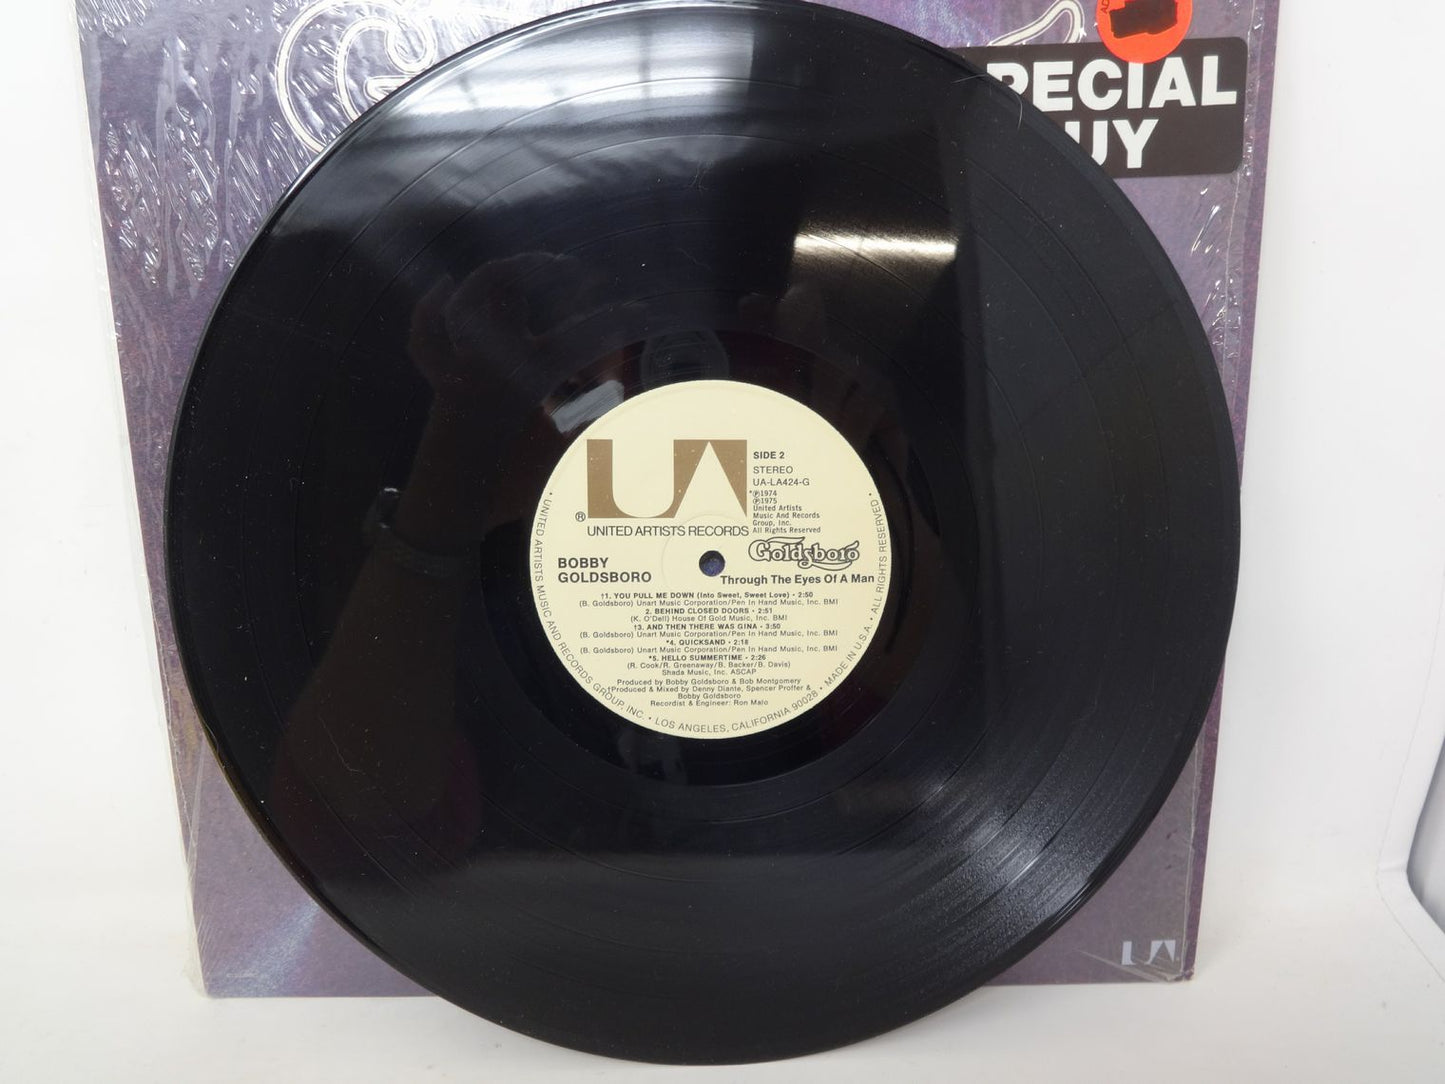 PECIAL
UY
UA
SIDE 2
STEREO
UA-LA424-G
*℗1974
℗1975
United Artists
Music And Records
Group, Inc.
All Rights Reserved
®
UNITED ARTISTS RECORDS
BOBBY
GOLDSBORO
Goldsboro
Through The Eyes Of A Man
†1. YOU PULL ME DOWN (Into Sweet, Sweet Love) • 2:50
(B. Goldsboro) Unart Music Corporation/Pen In Hand Music, Inc. BMI
2. BEHIND CLOSED DOORS • 2:51
(K. O'Dell) House Of Gold Music, Inc. BMI
†3. AND THEN THERE WAS GINA • 3:50
(B. Goldsboro) Unart Music Corporation/Pen In Hand Music, Inc. BMI
*4. QUICKSAND • 2:18
(B. Goldsboro) Unart Music Corporation/Pen In Hand Music, Inc. BMI
*5. HELLO SUMMERTIME • 2:26
(R. Cook/R. Greenaway/B. Backer/B. Davis)
Shada Music, Inc. ASCAP
Produced by Bobby Goldsboro & Bob Montgomery
†Produced & Mixed by Denny Diante, Spencer Proffer &
Bobby Goldsboro
Recordist & Engineer: Ron Malo
• UNITED ARTISTS MUSIC AND RECORDS GROUP, INC. • LOS ANGELES, CALIFORNIA 90028 • MADE IN U.S.A. • ALL RIGHTS RESERVED •
UA